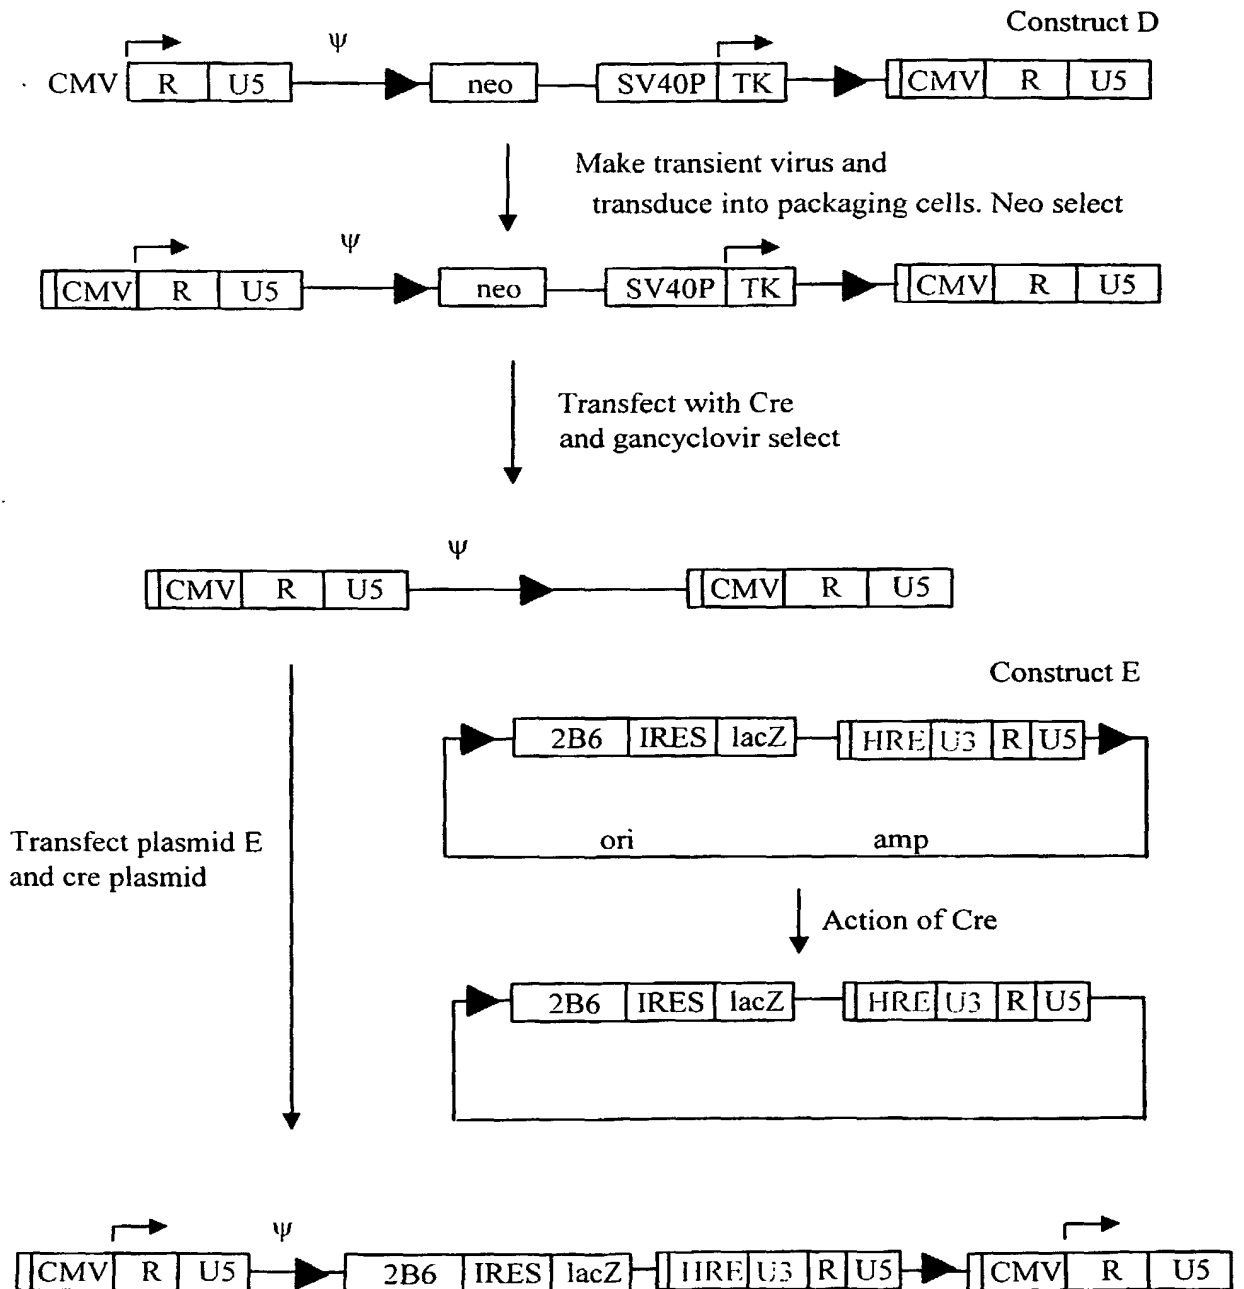 Construct D
ψ
CMV R U5 neo SV40P TK CMV R U5
Make transient virus and
transduce into packaging cells. Neo select
ψ
CMV R U5 neo SV40P TK CMV R U5
Transfect with Cre
and gancyclovir select
ψ
CMV R U5 CMV R U5
Construct E
2B6 IRES lacZ HRE U3 R U5
ori amp
Transfect plasmid E
and cre plasmid
Action of Cre
2B6 IRES lacZ HRE U3 R U5
ψ
CMV R U5 2B6 IRES lacZ HRE U3 R U5 CMV R U5